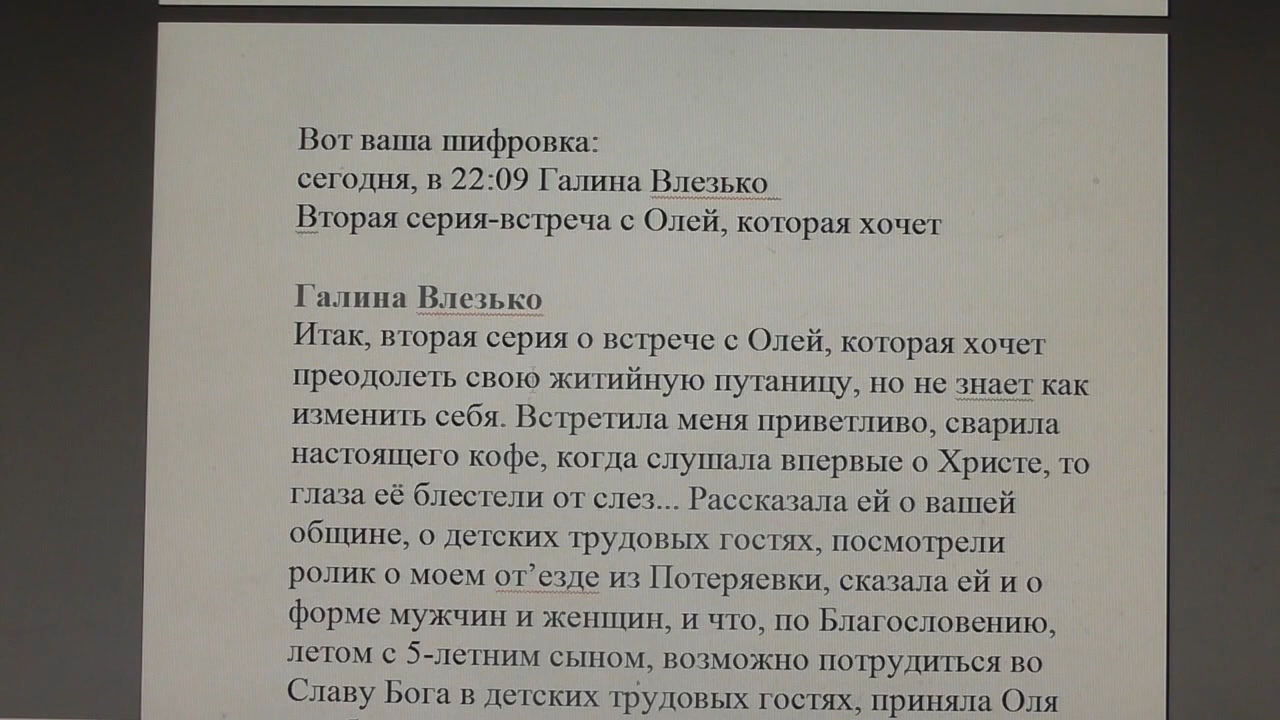 Вот ваша шифровка:
сегодня, в 22:09 Галина Влезько
Вторая серия-встреча с Олей, которая хочет
Галина Влезько
Итак, вторая серия о встрече с Олей, которая хочет
преодолеть свою житийную путаницу, но не знает как
изменить себя. Встретила меня приветливо, сварила
настоящего кофе, когда слушала впервые о Христе, то
глаза её блестели от слез... Рассказала ей о вашей
общине, о детских трудовых гостях, посмотрели
ролик о моем от’езде из Потеряевки, сказала ей и о
форме мужчин и женщин, и что, по Благословению,
летом с 5-летним сыном, возможно потрудиться во
Славу Бога в детских трудовых гостях, приняла Оля